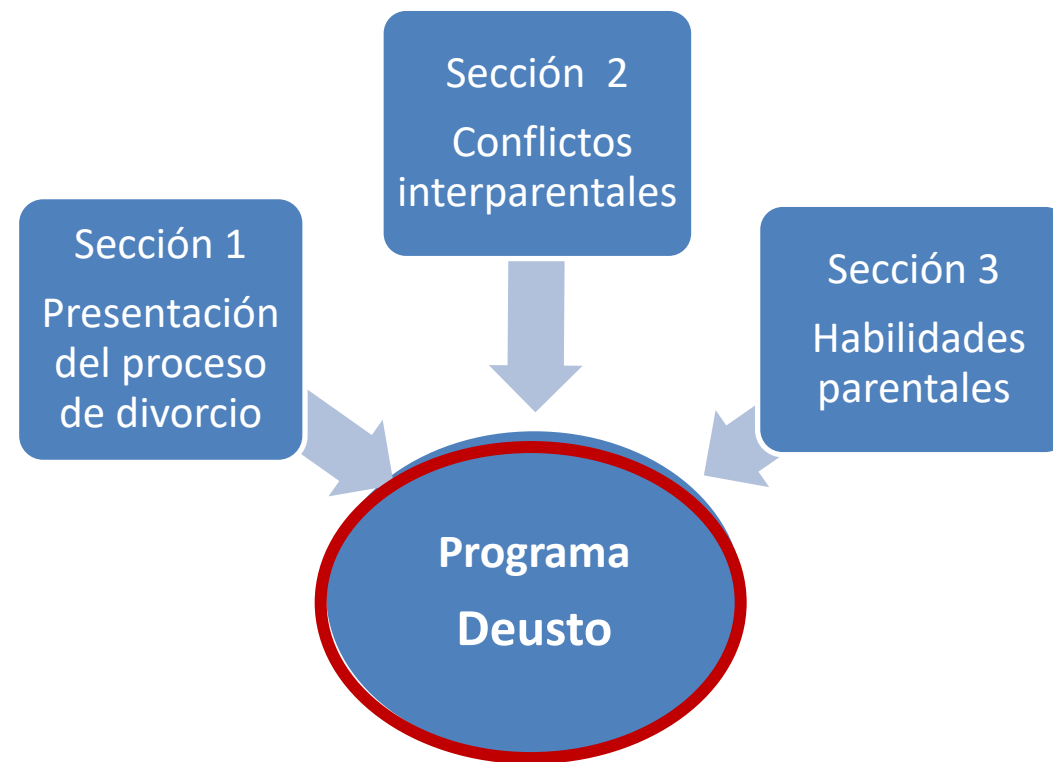 Sección 1
Presentación
del proceso
de divorcio
Sección 2
Conflictos
interparentales
Sección 3
Habilidades
parentales
Programa
Deusto